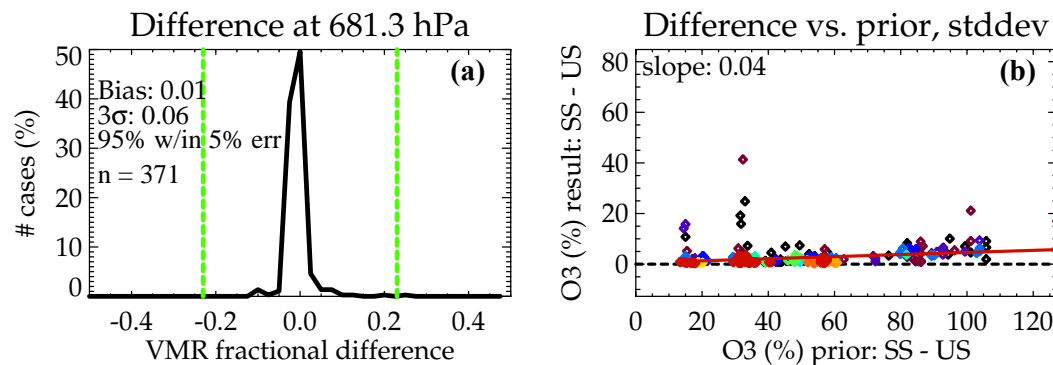 Difference at 681.3 hPa
(a)
Bias: 0.01
3σ: 0.06
95% w/in 5% err
n = 371
# cases (%)
50
40
30
20
10
0
-0.4 -0.2 0.0 0.2 0.4
VMR fractional difference
Difference vs. prior, stddev
slope: 0.04
(b)
O3 (%) result: SS - US
80
60
40
20
0
0 20 40 60 80 100 120
O3 (%) prior: SS - US